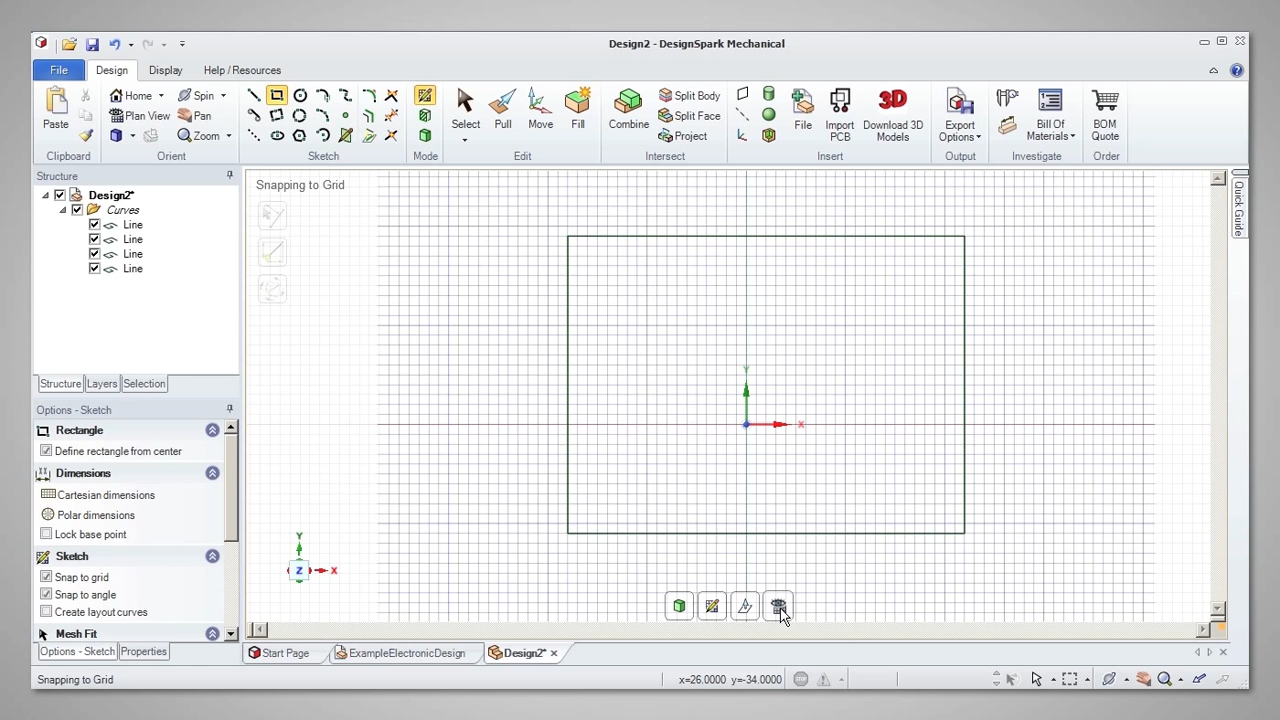 Design2 - DesignSpark Mechanical
File Design Display Help / Resources
Paste Home Spin Select Pull Move Fill Combine Split Body File Import PCB Download 3D Models Export Options Bill Of Materials BOM Quote
Plan View Pan Split Face
Zoom Project
3D
Clipboard Orient Sketch Mode Edit Intersect Insert Output Investigate Order
Structure
Snapping to Grid
Quick Guide
Design2*
Curves
Line
Line
Line
Line
Y
X
Structure Layers Selection
Options - Sketch
Rectangle
Define rectangle from center
Dimensions
Cartesian dimensions
Polar dimensions
Lock base point
Y
Sketch
Z X
Snap to grid
Snap to angle
Create layout curves
Mesh Fit
Options - Sketch Properties
Start Page ExampleElectronicDesign Design2*
Snapping to Grid x=26.0000 y=-34.0000